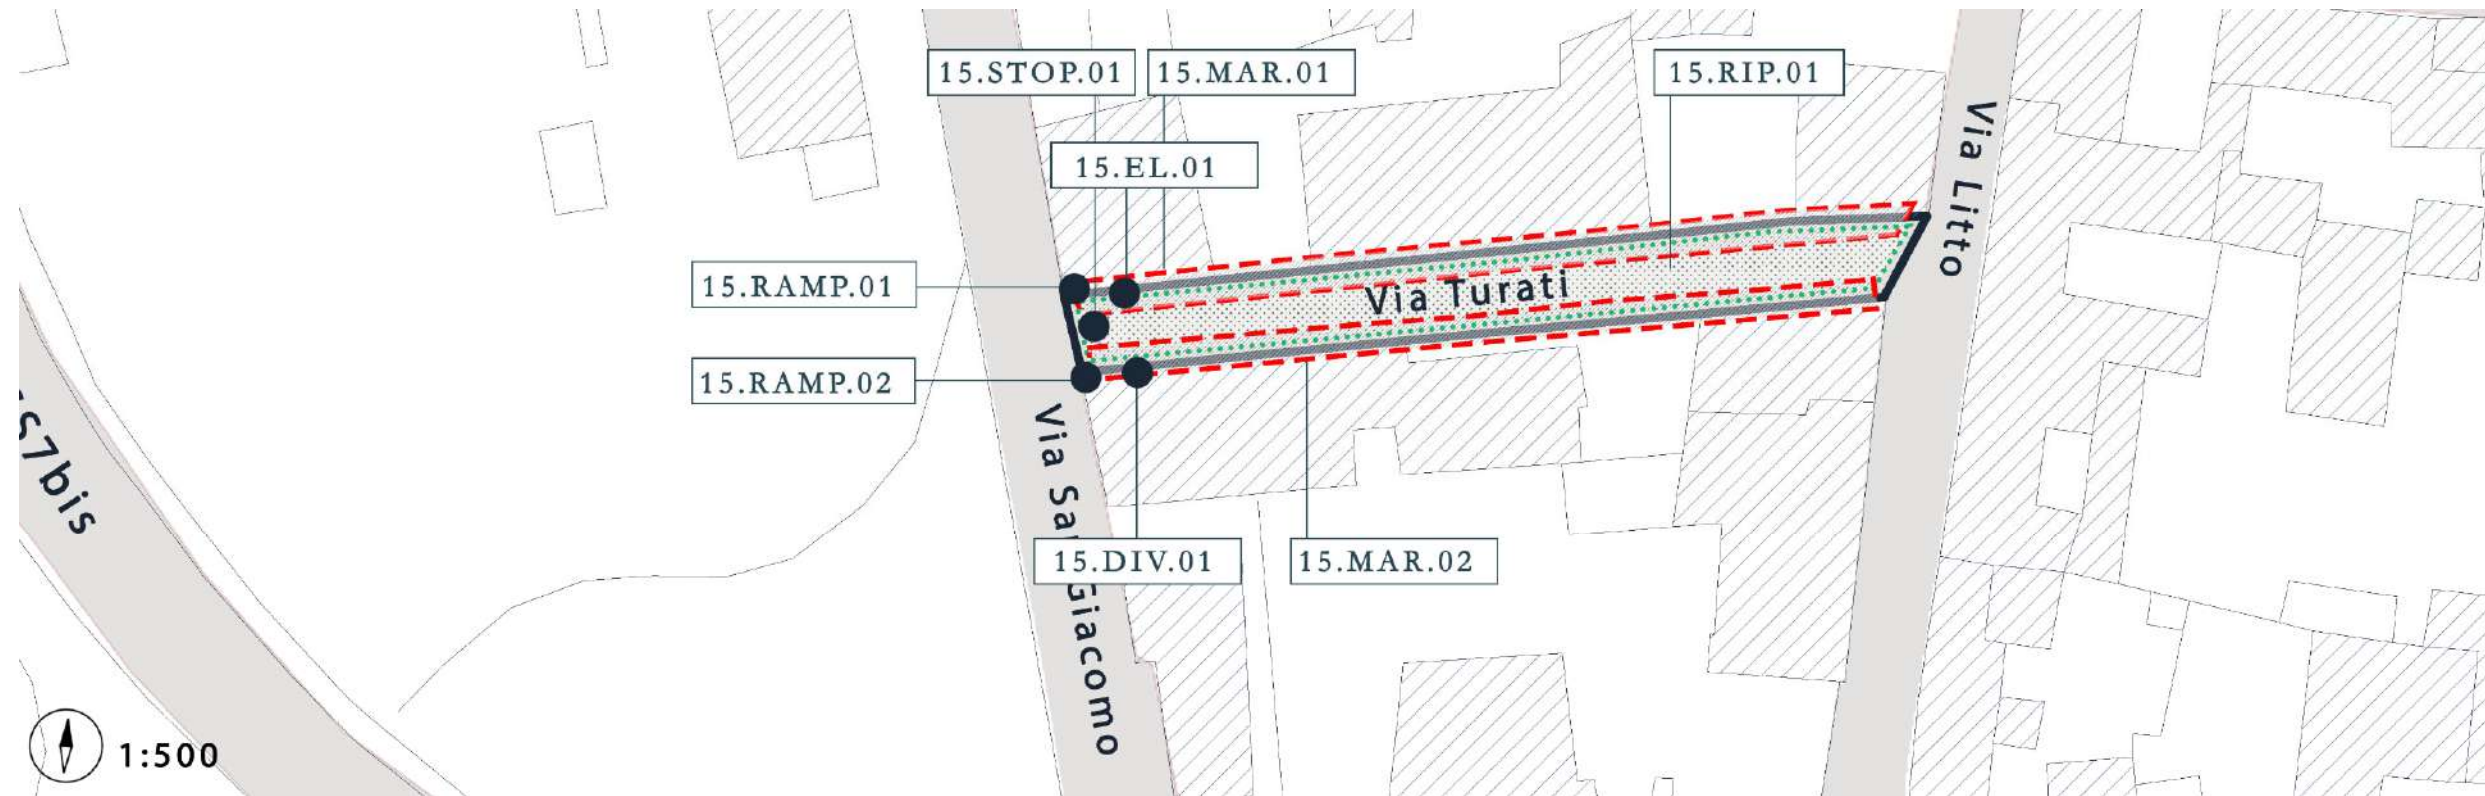 15.STOP.01
15.MAR.01
15.RIP.01
15.EL.01
Via Litto
15.RAMP.01
Via Turati
15.RAMP.02
SS7bis
Via San Giacomo
15.DIV.01
15.MAR.02
1:500